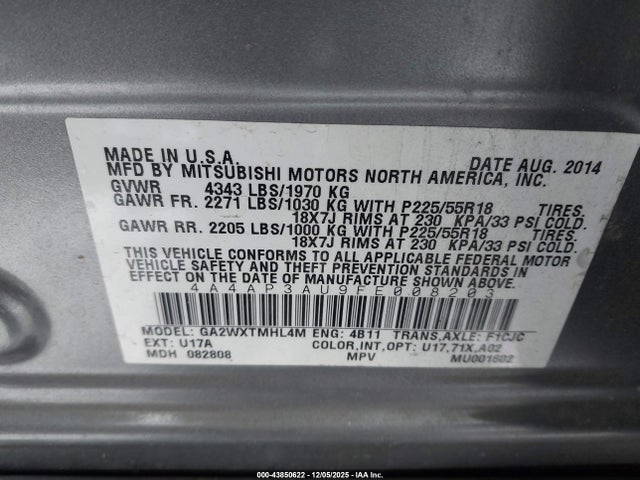 MADE IN U.S.A. DATE AUG. 2014
MFD BY MITSUBISHI MOTORS NORTH AMERICA, INC.
GVWR 4343 LBS/1970 KG
GAWR FR. 2271 LBS/1030 KG WITH P225/55R18 TIRES.
18X7J RIMS AT 230 KPA/33 PSI COLD.
GAWR RR. 2205 LBS/1000 KG WITH P225/55R18 TIRES.
18X7J RIMS AT 230 KPA/33 PSI COLD.
THIS VEHICLE CONFORMS TO ALL APPLICABLE FEDERAL MOTOR
VEHICLE SAFETY AND THEFT PREVENTION STANDARDS IN
EFFECT ON THE DATE OF MANUFACTURE SHOWN ABOVE.
4A4AP3AU9FE008203
MODEL: GA2WXTMHL4M ENG: 4B11 TRANS,AXLE: F1CJC
EXT: U17A COLOR,INT,OPT: U17,71X,A02
MDH 082808 MPV MU001602
000-43850622 - 12/05/2025 - IAA Inc.